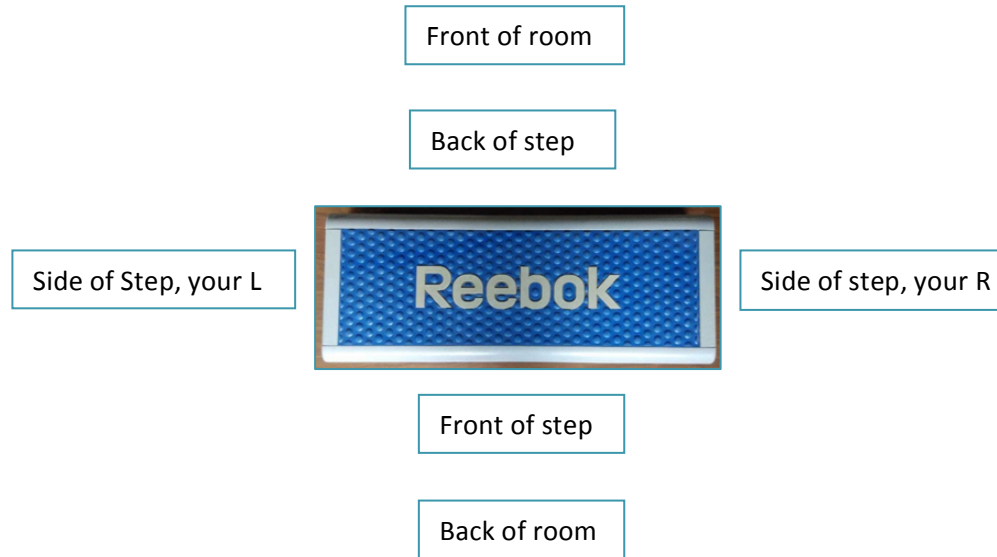 Front of room
Back of step
Side of Step, your L
Reebok
Side of step, your R
Front of step
Back of room